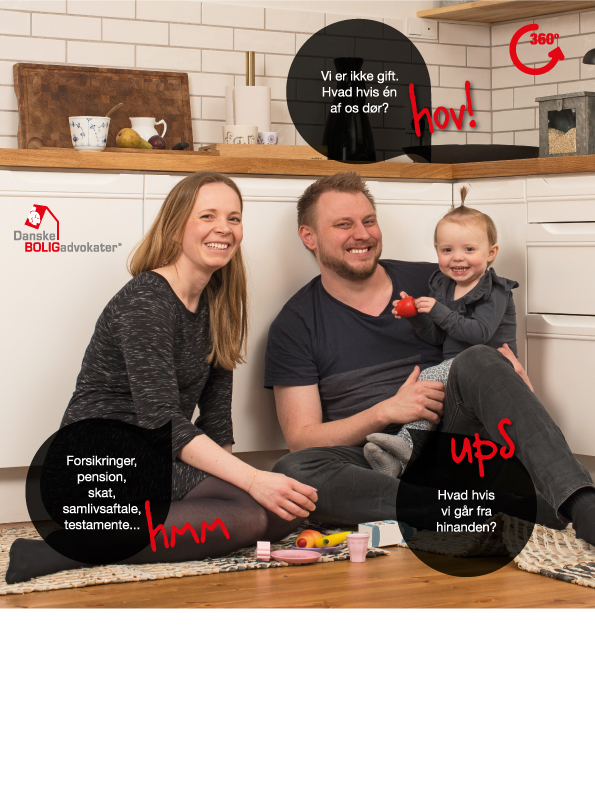 Vi er ikke gift.
Hvad hvis én
af os dør?
hov!
360°
Danske
BOLIGadvokater®
Forsikringer,
pension,
skat,
samlivsaftale,
testamente...
hmm
ups
Hvad hvis
vi går fra
hinanden?